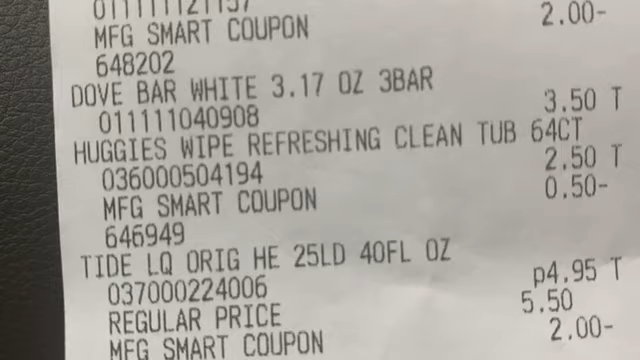 011111121157
MFG SMART COUPON 2.00-
648202
DOVE BAR WHITE 3.17 OZ 3BAR
011111040908 3.50 T
HUGGIES WIPE REFRESHING CLEAN TUB 64CT
036000504194 2.50 T
MFG SMART COUPON 0.50-
646949
TIDE LQ ORIG HE 25LD 40FL OZ
037000224006 p4.95 T
REGULAR PRICE 5.50
MFG SMART COUPON 2.00-